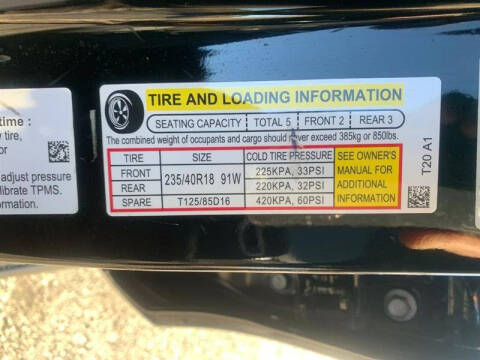 TIRE AND LOADING INFORMATION
SEATING CAPACITY TOTAL 5 FRONT 2 REAR 3
The combined weight of occupants and cargo should never exceed 385kg or 850lbs.
TIRE SIZE COLD TIRE PRESSURE
FRONT 235/40R18 91W 225KPA, 33PSI
REAR 220KPA, 32PSI
SPARE T125/85D16 420KPA, 60PSI
SEE OWNER'S
MANUAL FOR
ADDITIONAL
INFORMATION
T20 A1
time :
tire,
or
adjust pressure
librate TPMS.